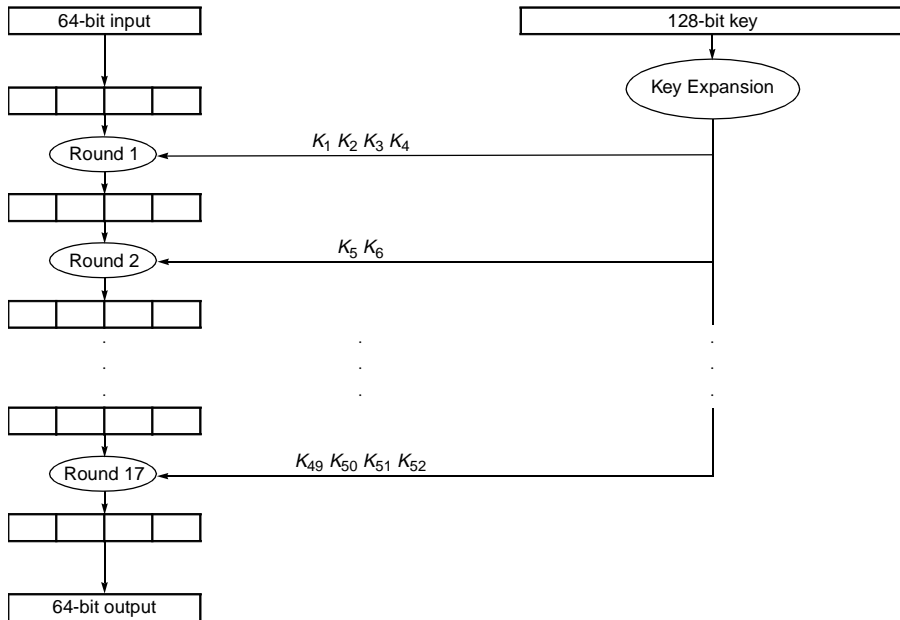 64-bit input
128-bit key
Key Expansion
K1 K2 K3 K4
Round 1
K5 K6
Round 2
K49 K50 K51 K52
Round 17
64-bit output